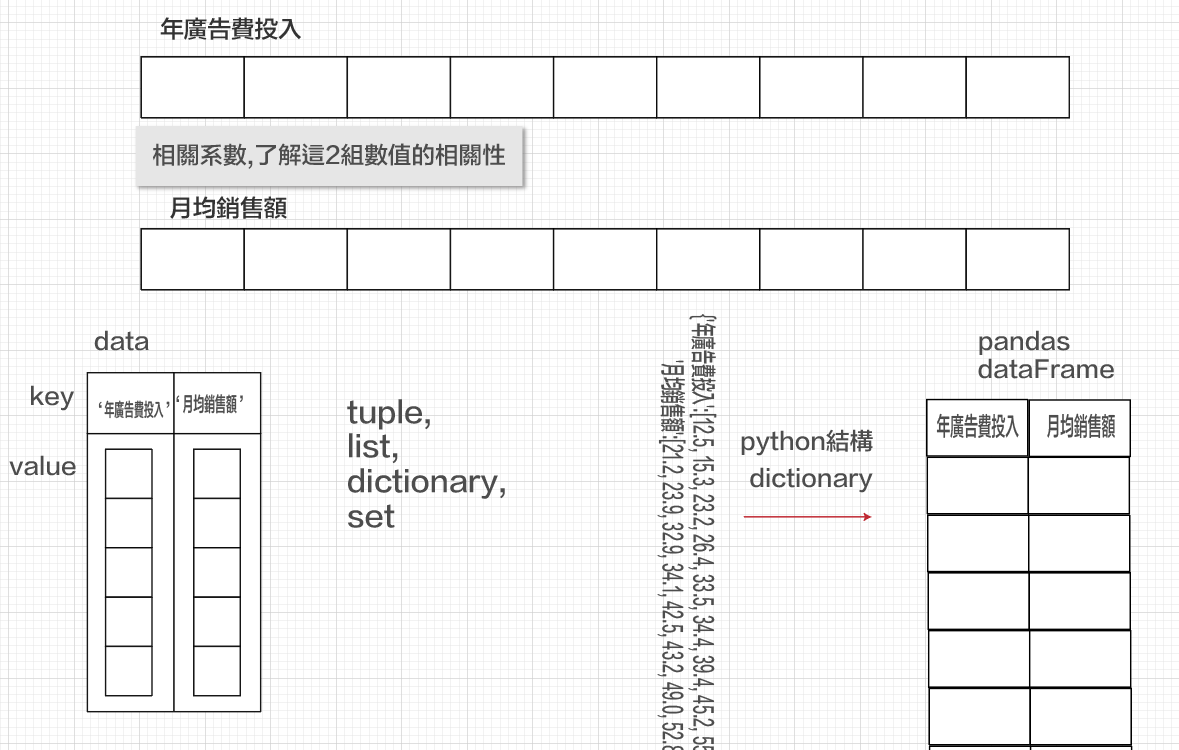 年廣告費投入
相關系數,了解這2組數值的相關性
月均銷售額
data
key
‘年廣告費投入’
‘月均銷售額’
value
tuple,
list,
dictionary,
set
{'年廣告費投入':[12.5, 15.3, 23.2, 26.4, 33.5, 34.4, 39.4, 45.2, 55
'月均銷售額':[21.2, 23.9, 32.9, 34.1, 42.5, 43.2, 49.0, 52.8
python結構
dictionary
pandas
dataFrame
年廣告費投入
月均銷售額